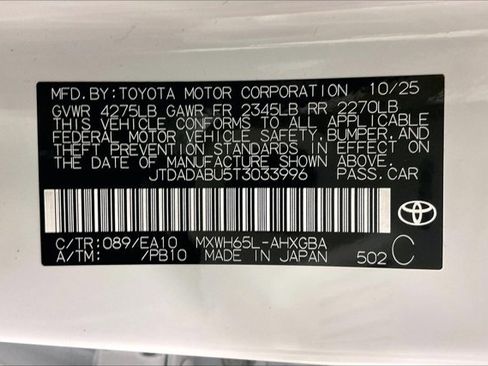 MFD.BY:TOYOTA MOTOR CORPORATION 10/25
GVWR 4275LB GAWR FR 2345LB RR 2270LB
THIS VEHICLE CONFORMS TO ALL APPLICABLE
FEDERAL MOTOR VEHICLE SAFETY, BUMPER, AND
THEFT PREVENTION STANDARDS IN EFFECT ON
THE DATE OF MANUFACTURE SHOWN ABOVE.
JTDADABU5T3033996 PASS.CAR
C/TR:089/EA10 MXWH65L-AHXGBA
A/TM: /PB10 MADE IN JAPAN 502 C